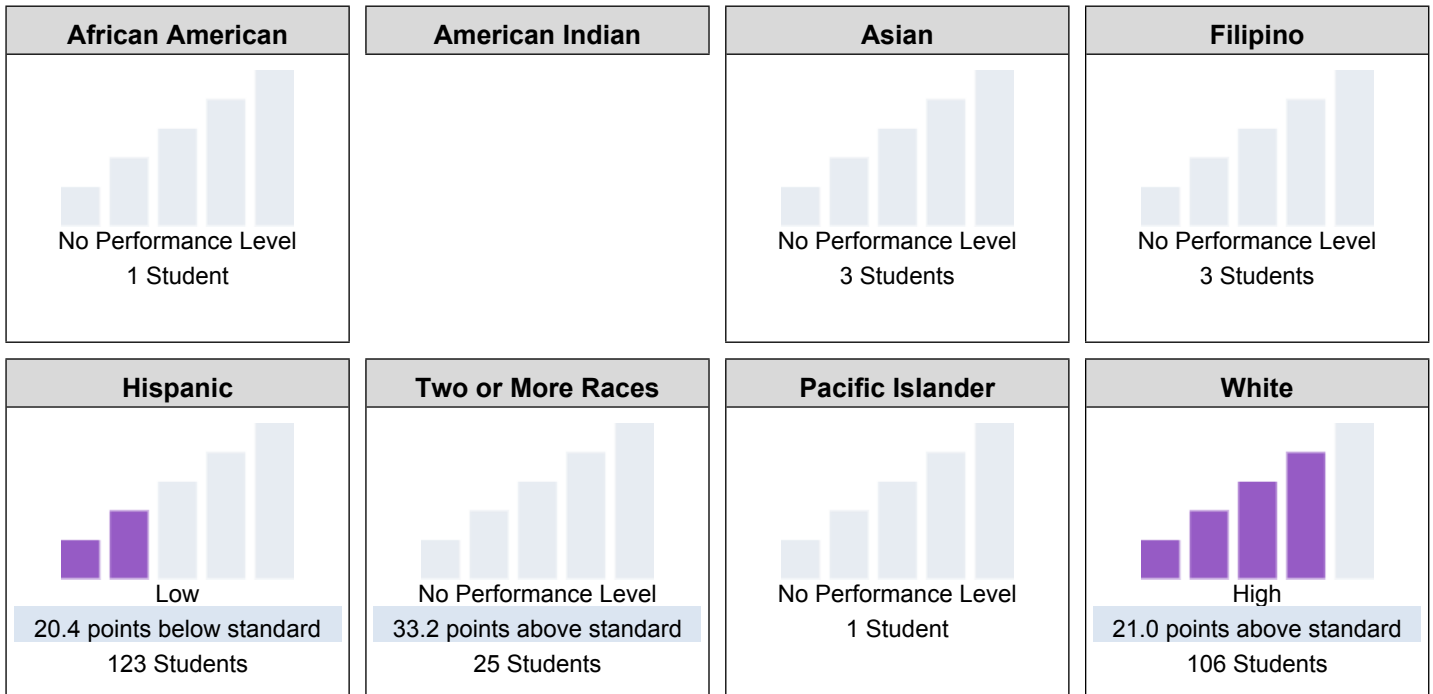 African American
No Performance Level
1 Student
American Indian
Asian
No Performance Level
3 Students
Filipino
No Performance Level
3 Students
Hispanic
Low
20.4 points below standard
123 Students
Two or More Races
No Performance Level
33.2 points above standard
25 Students
Pacific Islander
No Performance Level
1 Student
White
High
21.0 points above standard
106 Students